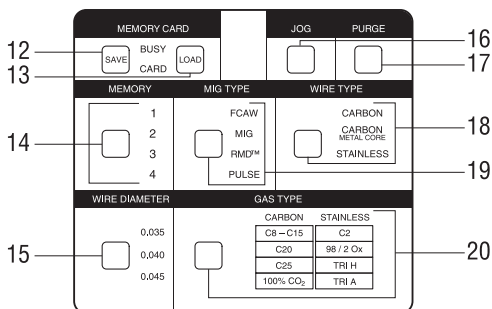 MEMORY CARD JOG PURGE
12 SAVE BUSY LOAD 16
13 CARD 17
MEMORY MIG TYPE WIRE TYPE
1 FCAW CARBON
14 2 MIG CARBON METAL CORE 18
3 RMD™ STAINLESS
4 PULSE 19
WIRE DIAMETER GAS TYPE
CARBON STAINLESS
0.035 C8 – C15 C2
15 0.040 C20 98 / 2 Ox 20
C25 TRI H
0.045 100% CO₂ TRI A